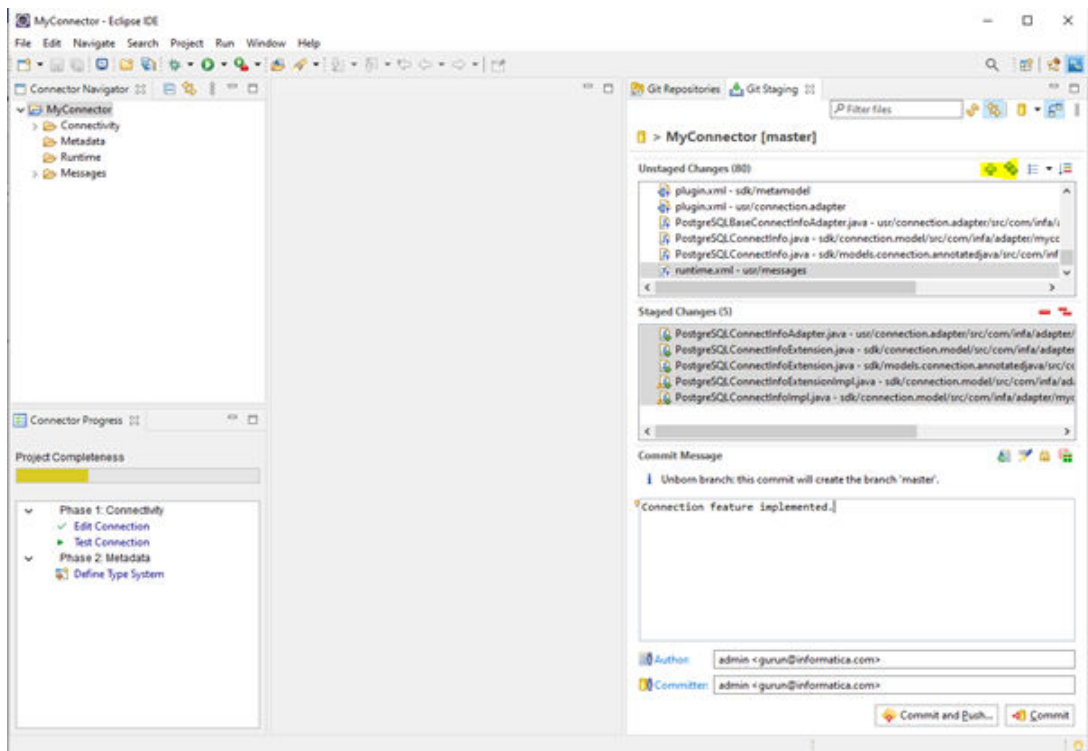 MyConnector - Eclipse IDE
File Edit Navigate Search Project Run Window Help
Connector Navigator
MyConnector
Connectivity
Metadata
Runtime
Messages
Connector Progress
Project Completeness
Phase 1: Connectivity
Edit Connection
Test Connection
Phase 2: Metadata
Define Type System
Git Repositories Git Staging
Filter files
> MyConnector [master]
Unstaged Changes (80)
plugin.xml - sdk/metamodel
plugin.xml - usr/connection.adapter
PostgreSQLBaseConnectInfoAdapter.java - usr/connection.adapter/src/com/infa/
PostgreSQLConnectInfo.java - sdk/connection.model/src/com/infa/adapter/mycc
PostgreSQLConnectInfo.java - sdk/models.connection.annotatedjava/src/com/inf
runtime.xml - usr/messages
Staged Changes (5)
PostgreSQLConnectInfoAdapter.java - usr/connection.adapter/src/com/infa/adapter/
PostgreSQLConnectInfoExtension.java - sdk/connection.model/src/com/infa/adapter
PostgreSQLConnectInfoExtension.java - sdk/models.connection.annotatedjava/src/cc
PostgreSQLConnectInfoExtensionImpl.java - sdk/connection.model/src/com/infa/ad
PostgreSQLConnectInfoImpl.java - sdk/connection.model/src/com/infa/adapter/myc
Commit Message
Unborn branch: this commit will create the branch 'master'.
Connection feature implemented.
Author: admin <gurun@informatica.com>
Committer: admin <gurun@informatica.com>
Commit and Push... Commit